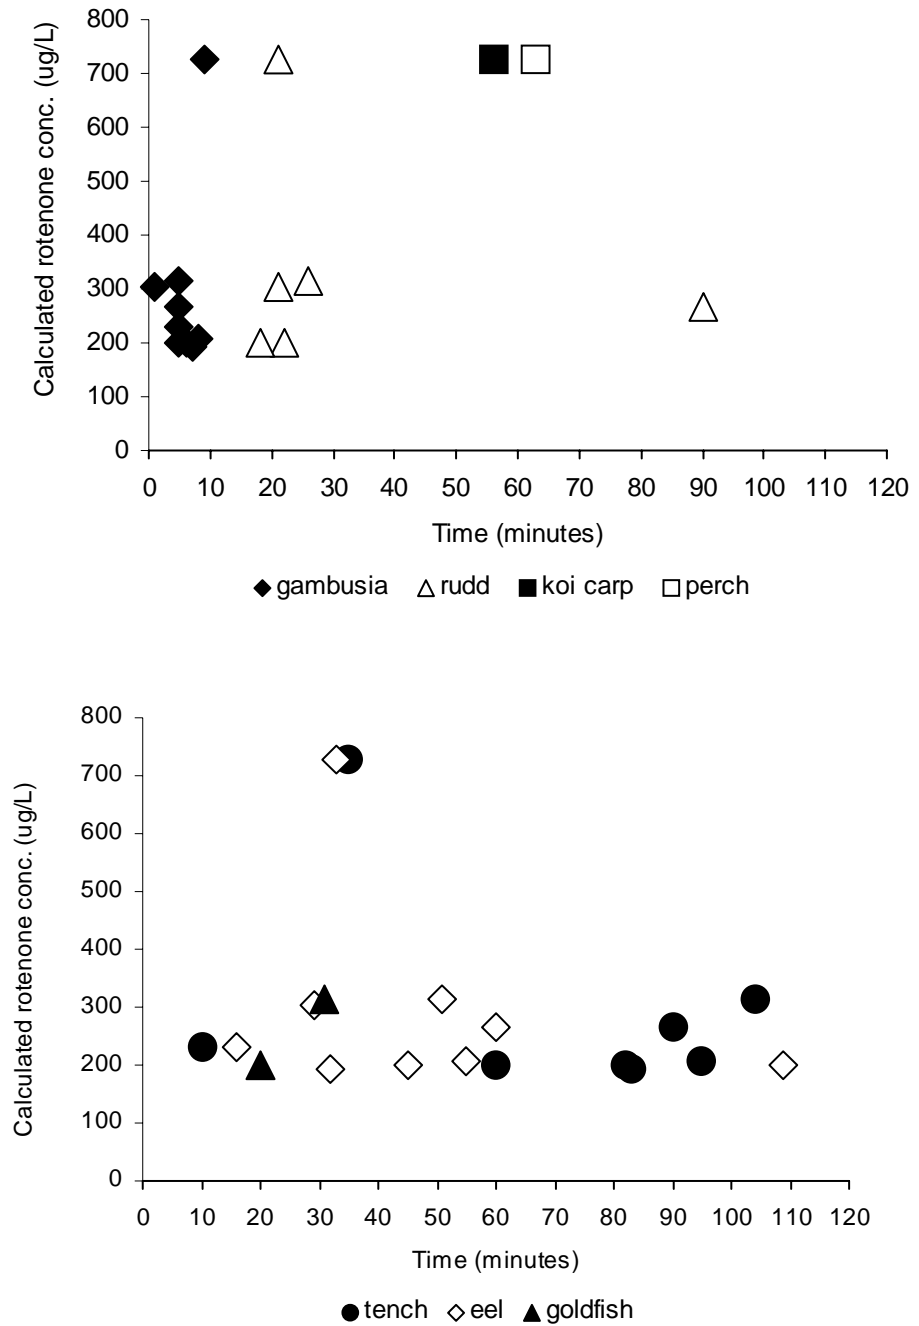 800
700
600
500
400
300
200
100
0
Calculated rotenone conc. (ug/L)
0 10 20 30 40 50 60 70 80 90 100 110 120
Time (minutes)
gambusia rudd koi carp perch
800
700
600
500
400
300
200
100
0
Calculated rotenone conc. (ug/L)
0 10 20 30 40 50 60 70 80 90 100 110 120
Time (minutes)
tench eel goldfish